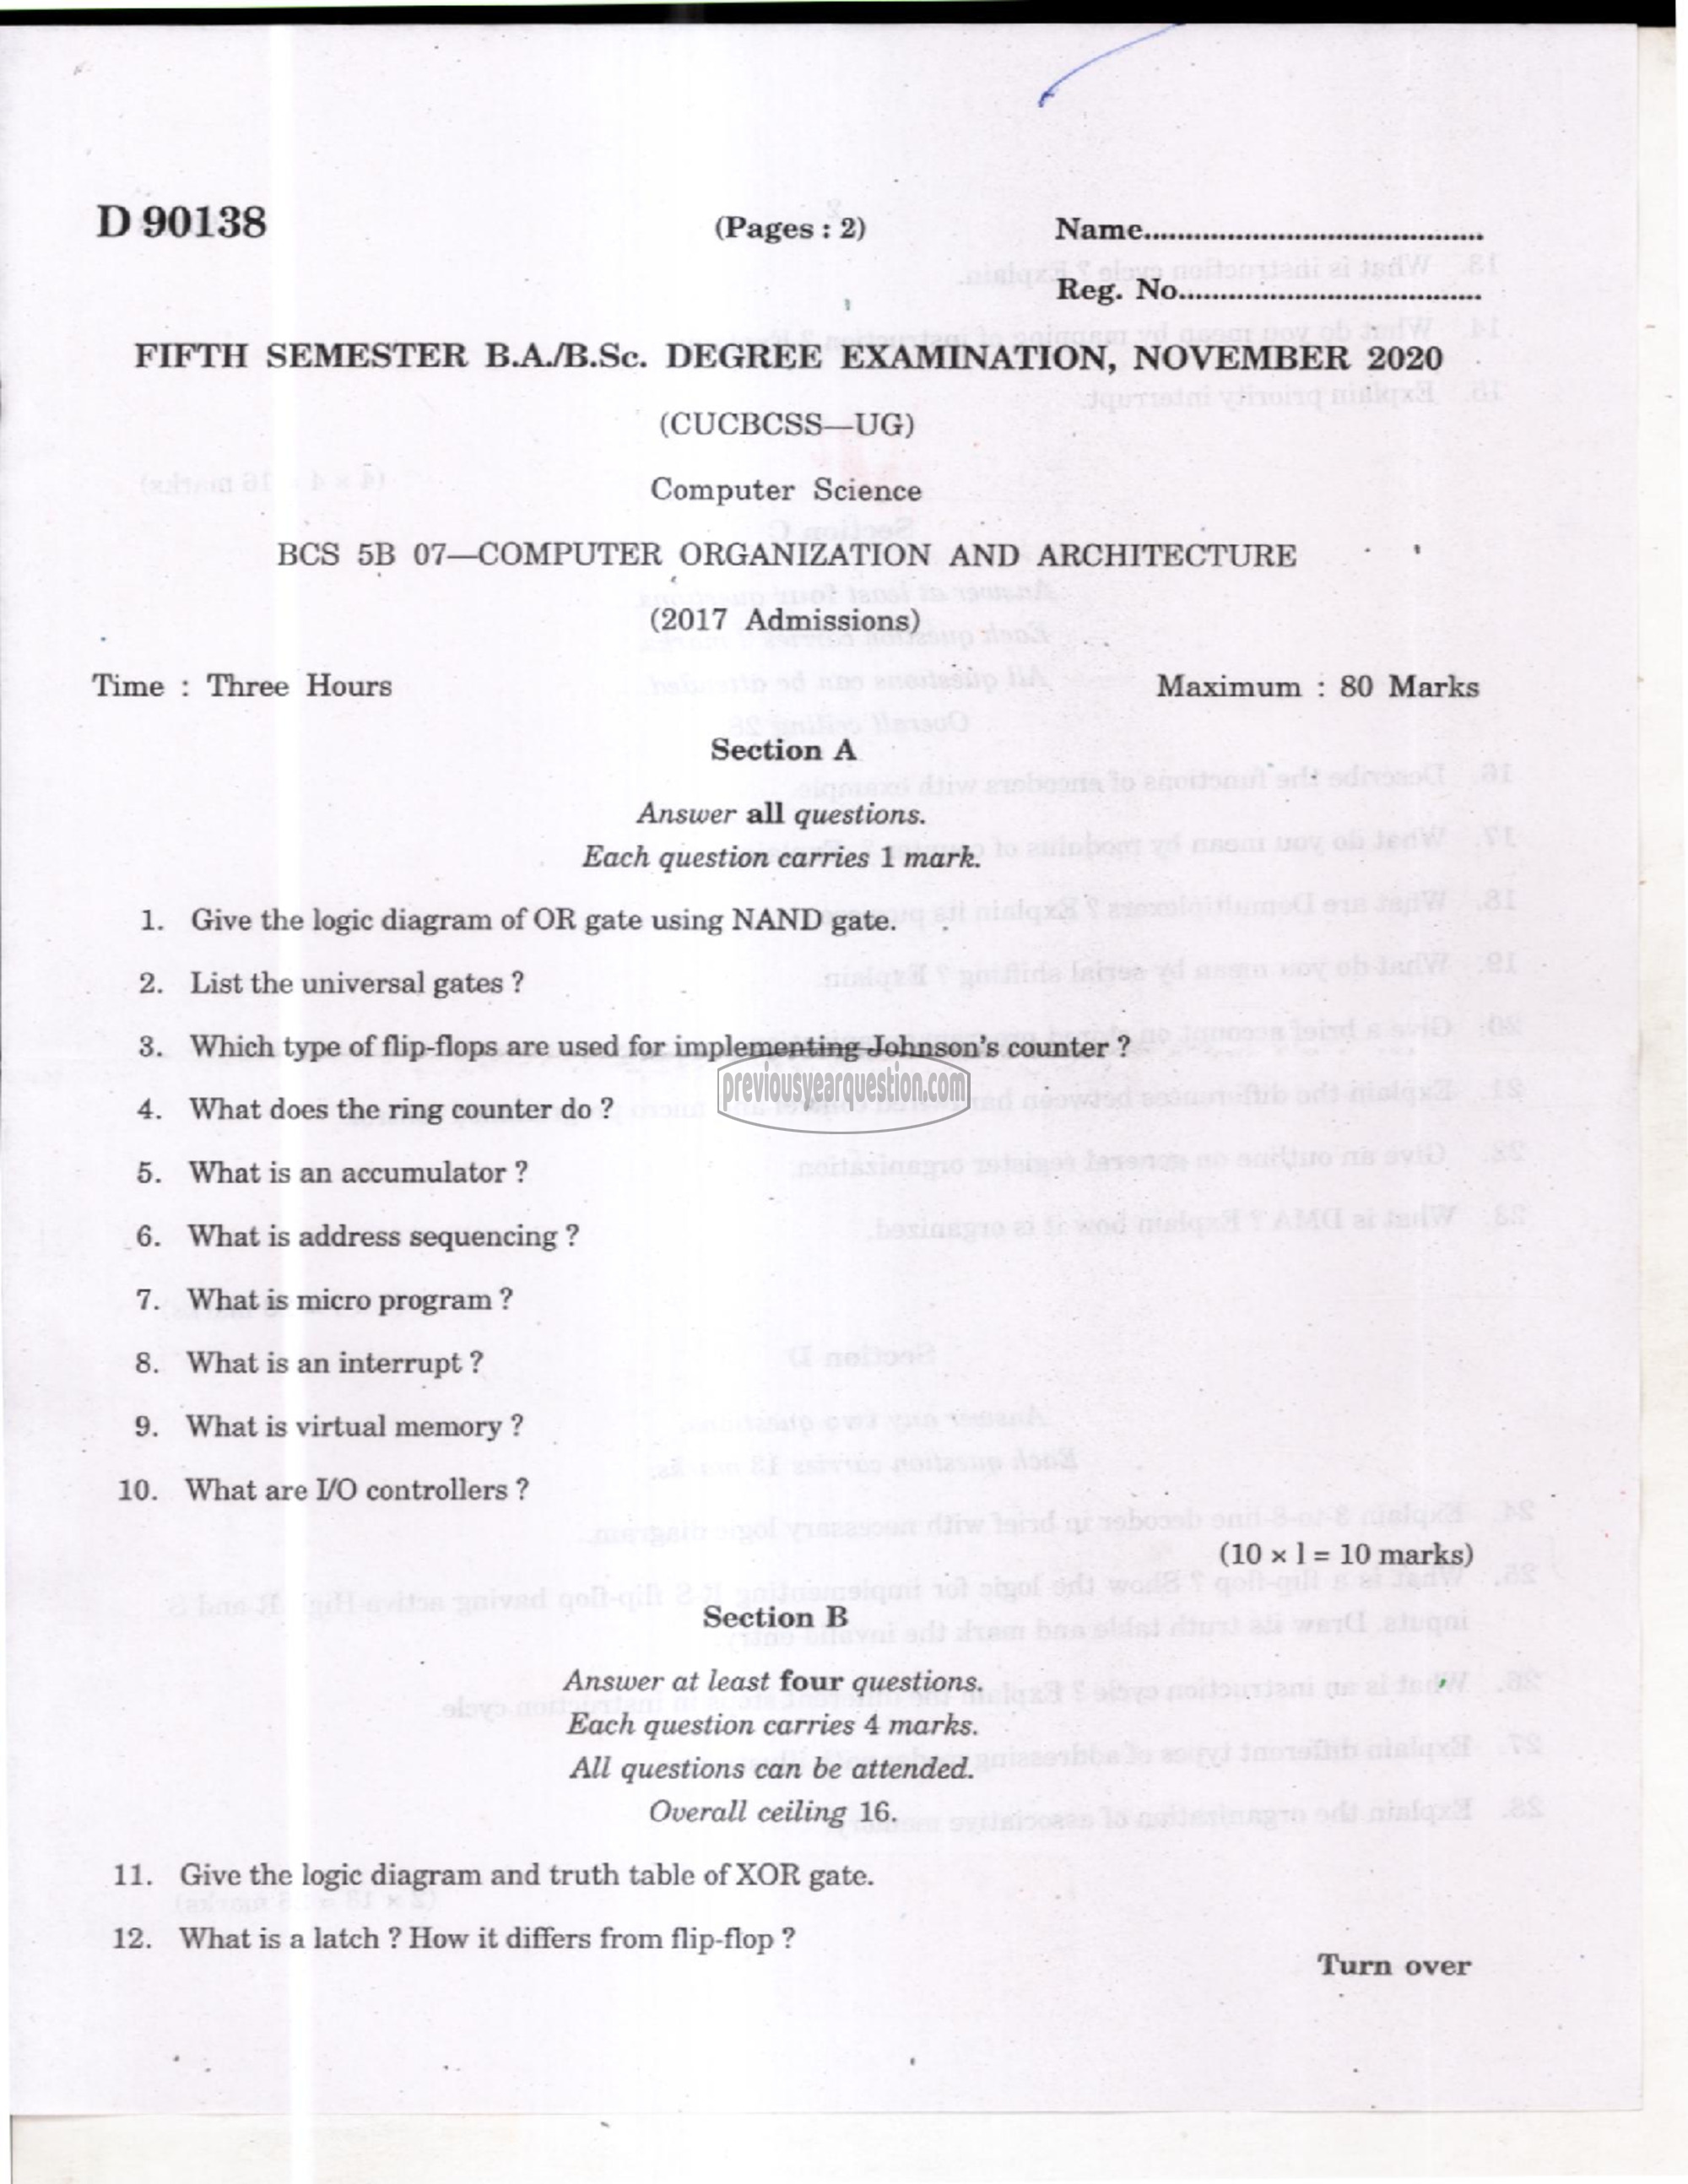 D 90138
(Pages : 2)
Name.......................................
Reg. No....................................
FIFTH SEMESTER B.A./B.Sc. DEGREE EXAMINATION, NOVEMBER 2020
(CUCBCSS—UG)
Computer Science
BCS 5B 07—COMPUTER ORGANIZATION AND ARCHITECTURE
(2017 Admissions)
Time : Three Hours
Maximum : 80 Marks
Section A
Answer all questions.
Each question carries 1 mark.
1. Give the logic diagram of OR gate using NAND gate.
2. List the universal gates ?
3. Which type of flip-flops are used for implementing Johnson's counter ?
previousyearquestion.com
4. What does the ring counter do ?
5. What is an accumulator ?
6. What is address sequencing ?
7. What is micro program ?
8. What is an interrupt ?
9. What is virtual memory ?
10. What are I/O controllers ?
(10 × 1 = 10 marks)
Section B
Answer at least four questions.
Each question carries 4 marks.
All questions can be attended.
Overall ceiling 16.
11. Give the logic diagram and truth table of XOR gate.
12. What is a latch ? How it differs from flip-flop ?
Turn over